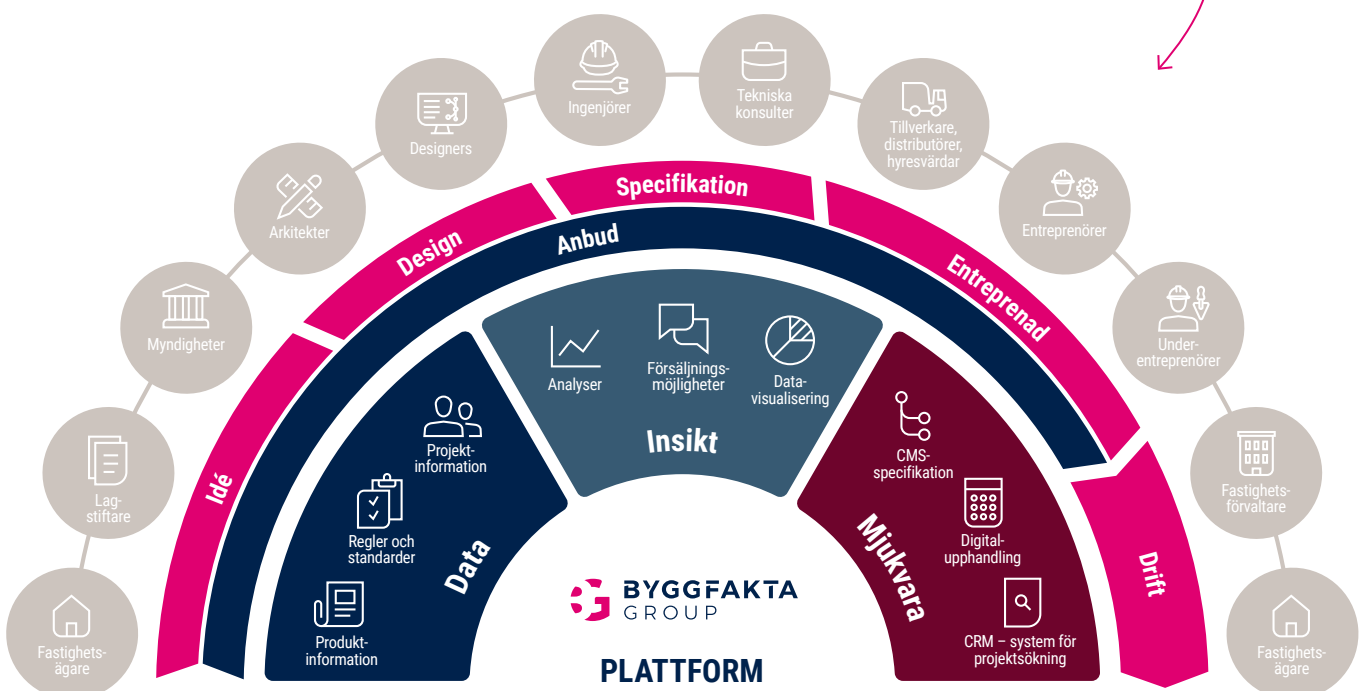 Ingenjörer
Tekniska
konsulter
Designers
Tillverkare,
distributörer,
hyresvärdar
Arkitekter
Entreprenörer
Myndigheter
Under-
entreprenörer
Lag-
stiftare
Fastighets-
förvaltare
Fastighets-
ägare
Fastighets-
ägare
Idé
Design
Specifikation
Entreprenad
Drift
Anbud
Projekt-
information
Regler och
standarder
Produkt-
information
Data
Analyser
Försäljnings-
möjligheter
Data-
visualisering
Insikt
CMS-
specifikation
Digital-
upphandling
CRM – system för
projektsökning
Mjukvara
BYGGFAKTA
GROUP
PLATTFORM